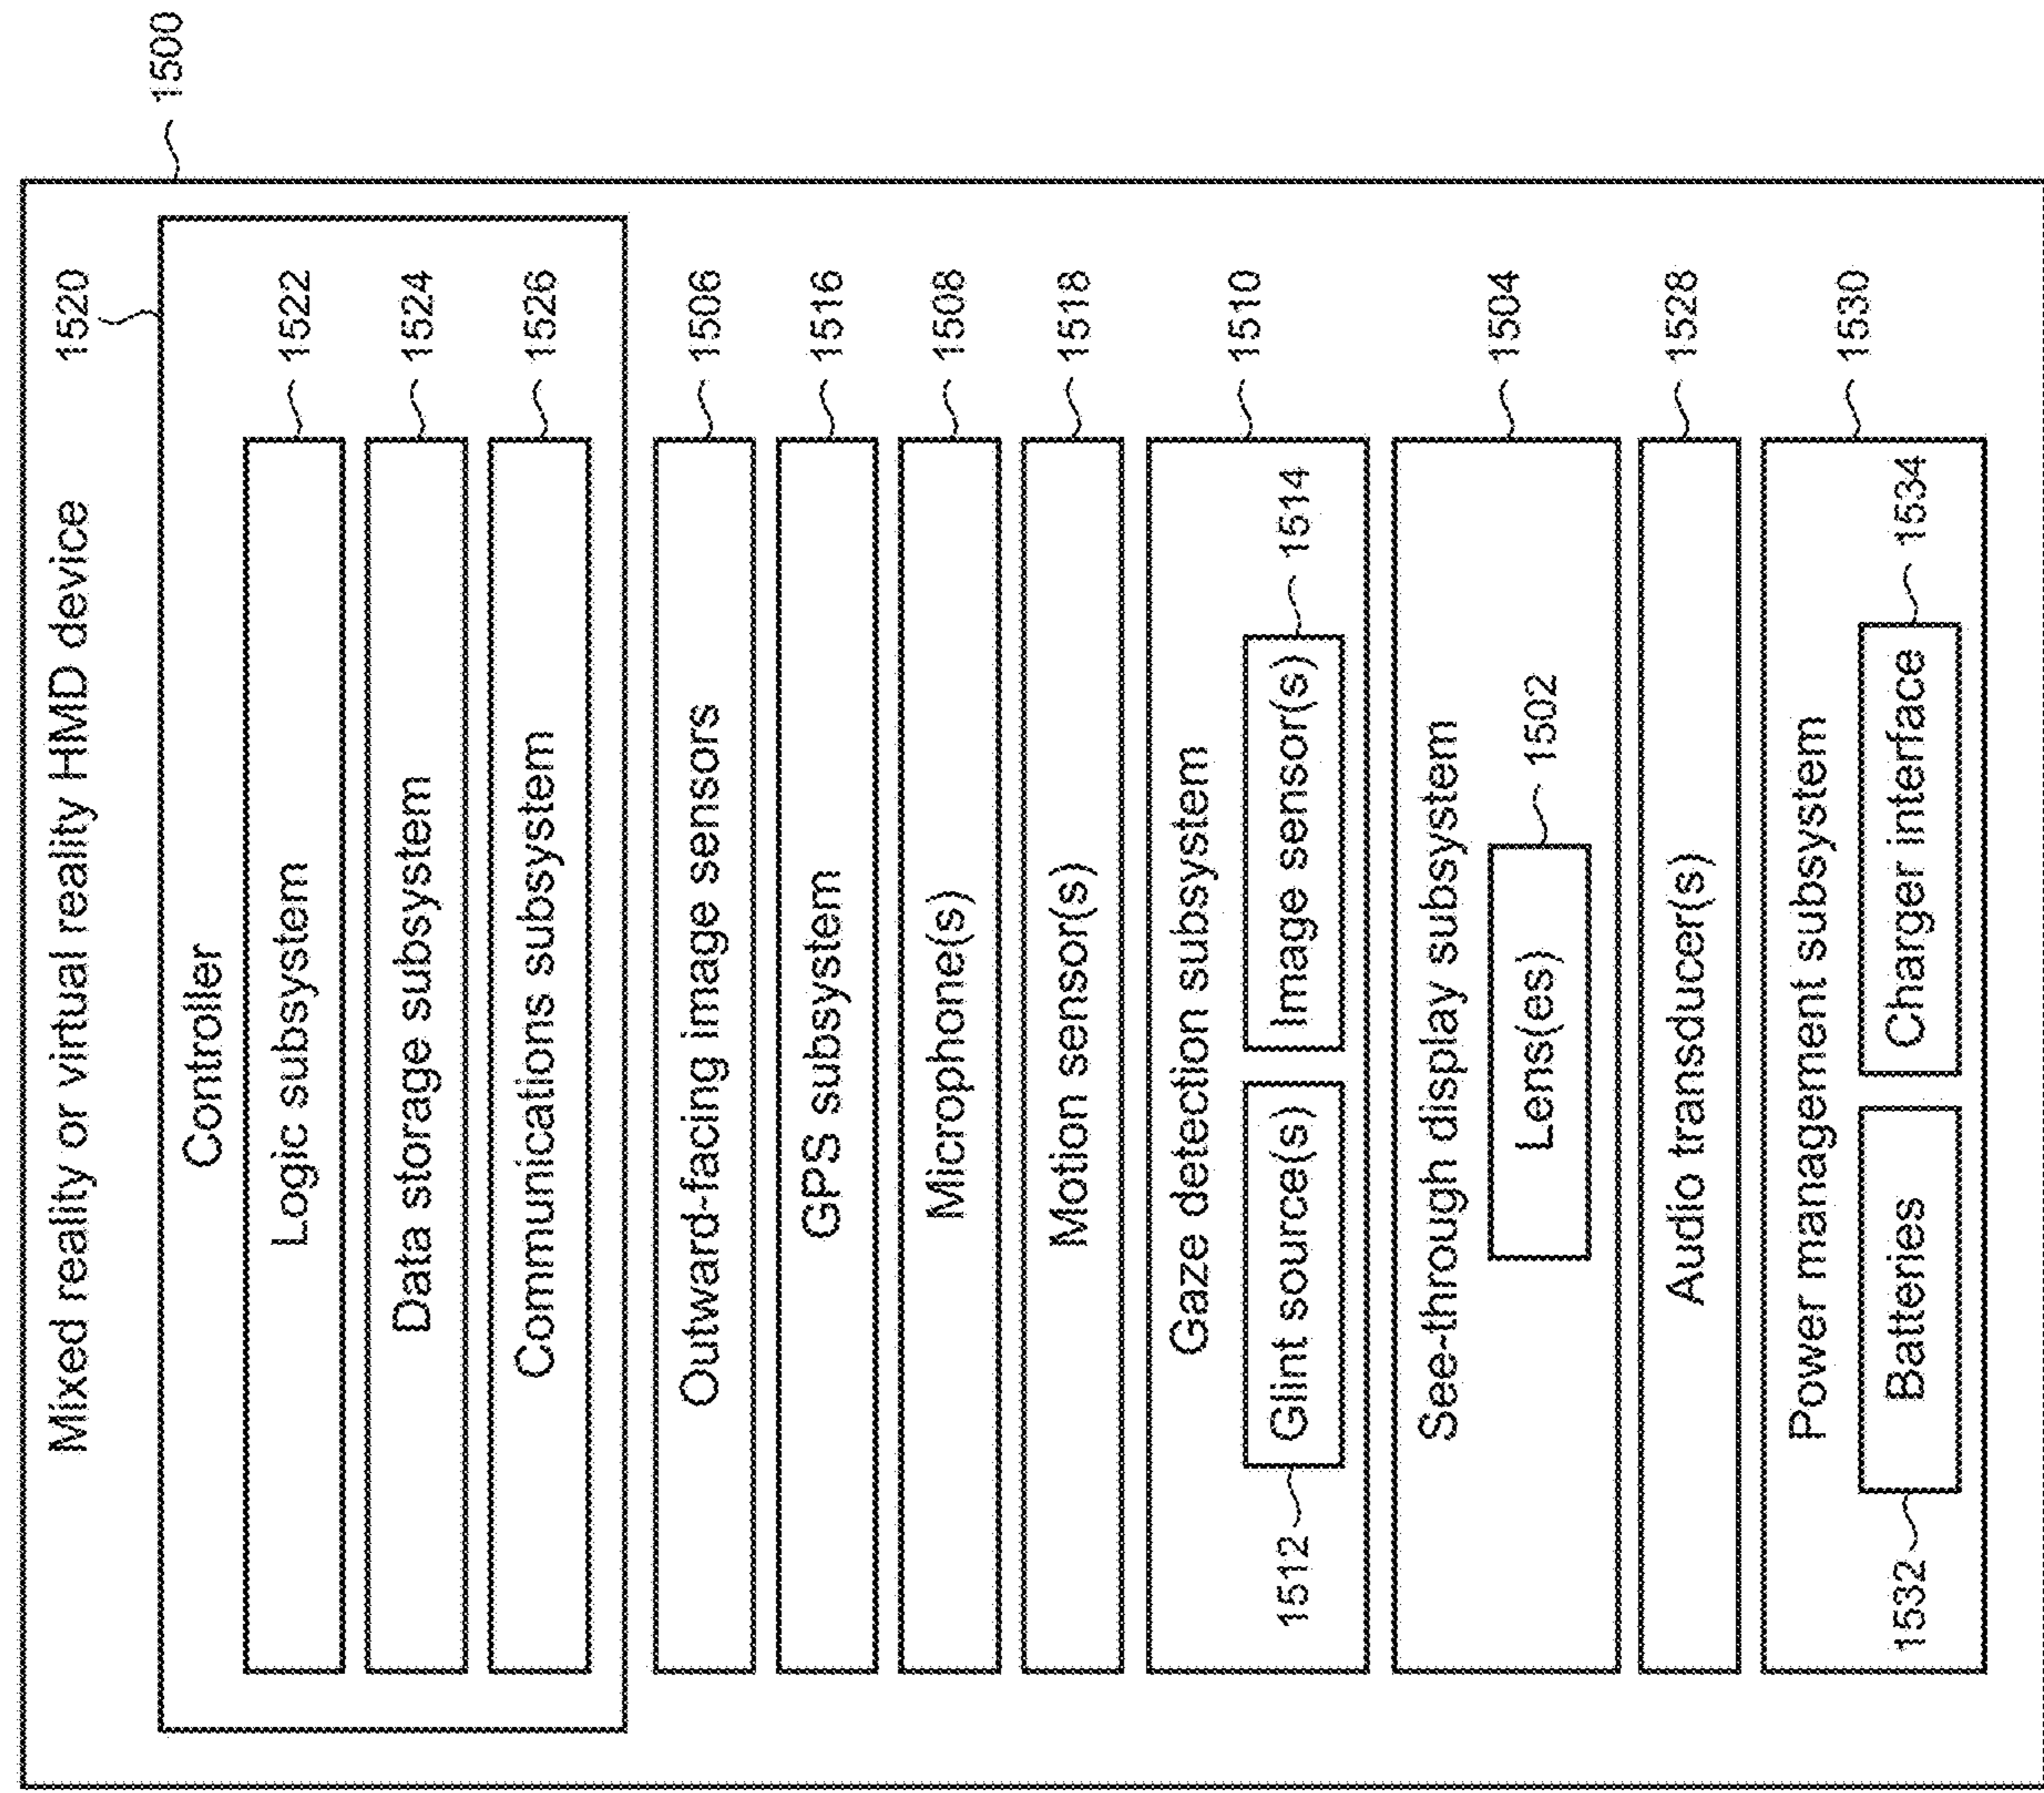 1500
Mixed reality or virtual reality HMD device 1520
Controller
Logic subsystem 1522
Data storage subsystem 1524
Communications subsystem 1526
Outward-facing image sensors 1506
GPS subsystem 1516
Microphone(s) 1508
Motion sensor(s) 1518
Gaze detection subsystem 1510
1512 Glint source(s) Image sensor(s) 1514
See-through display subsystem 1504
Lens(es) 1502
Audio transducer(s) 1528
Power management subsystem 1530
1532 Batteries Charger interface 1534